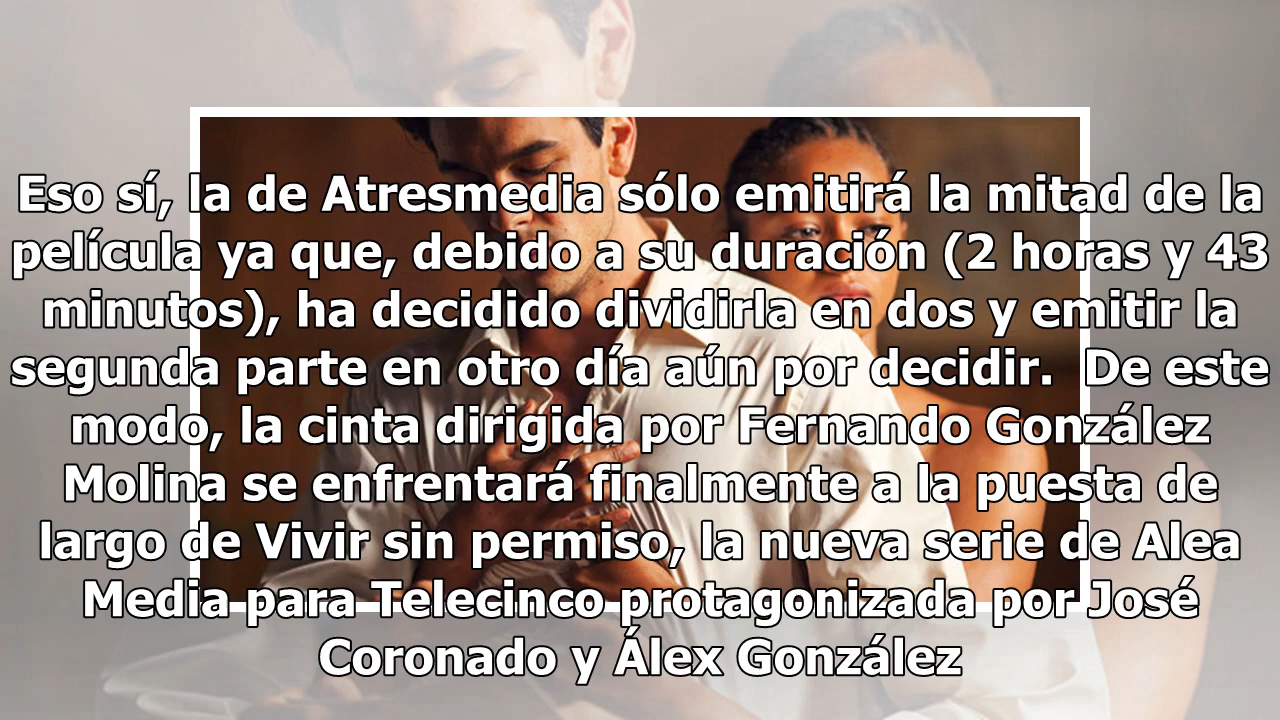 Eso sí, la de Atresmedia sólo emitirá la mitad de la
película ya que, debido a su duración (2 horas y 43
minutos), ha decidido dividirla en dos y emitir la
segunda parte en otro día aún por decidir.  De este
modo, la cinta dirigida por Fernando González
Molina se enfrentará finalmente a la puesta de
largo de Vivir sin permiso, la nueva serie de Alea
Media para Telecinco protagonizada por José
Coronado y Álex González